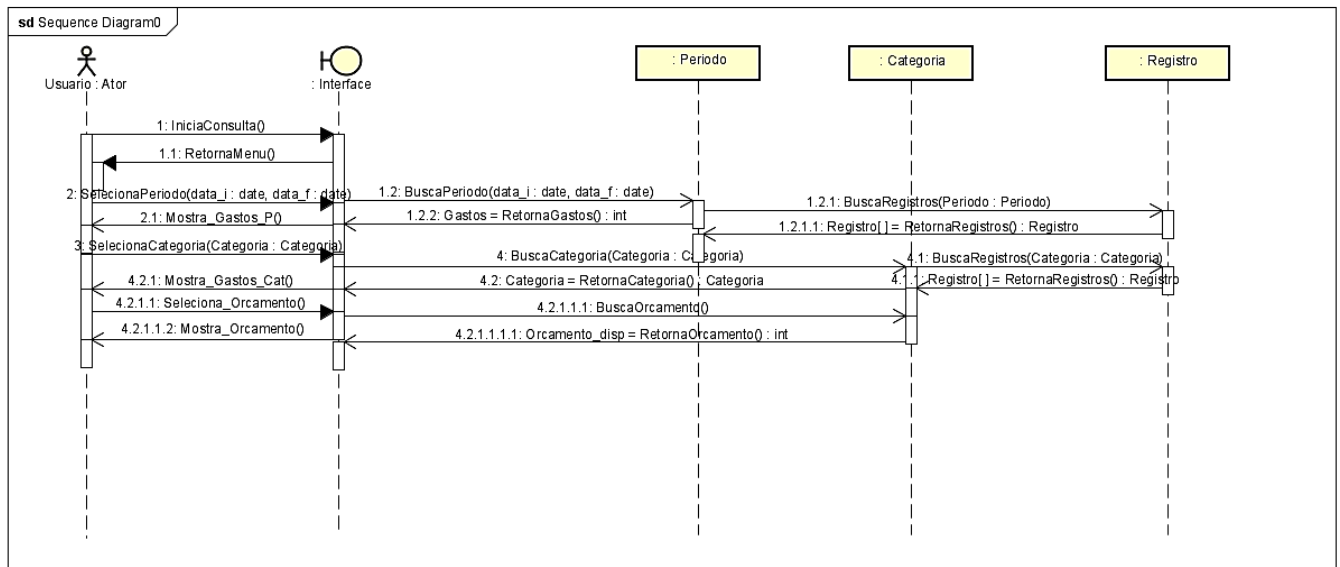 sd Sequence Diagram0
Usuario : Ator
: Interface
: Periodo
: Categoria
: Registro
1: IniciaConsulta()
1.1: RetornaMenu()
2: SelecionaPeriodo(data_i : date, data_f : date)
1.2: BuscaPeriodo(data_i : date, data_f : date)
1.2.1: BuscaRegistros(Periodo : Periodo)
2.1: Mostra_Gastos_P()
1.2.2: Gastos = RetornaGastos() : int
1.2.1.1: Registro[ ] = RetornaRegistros() : Registro
3: SelecionaCategoria(Categoria : Categoria)
4: BuscaCategoria(Categoria : Categoria)
4.1: BuscaRegistros(Categoria : Categoria)
4.2.1: Mostra_Gastos_Cat()
4.2: Categoria = RetornaCategoria() : Categoria
4.1.1: Registro[ ] = RetornaRegistros() : Registro
4.2.1.1: Seleciona_Orcamento()
4.2.1.1.1: BuscaOrcamento()
4.2.1.1.2: Mostra_Orcamento()
4.2.1.1.1.1: Orcamento_disp = RetornaOrcamento() : int